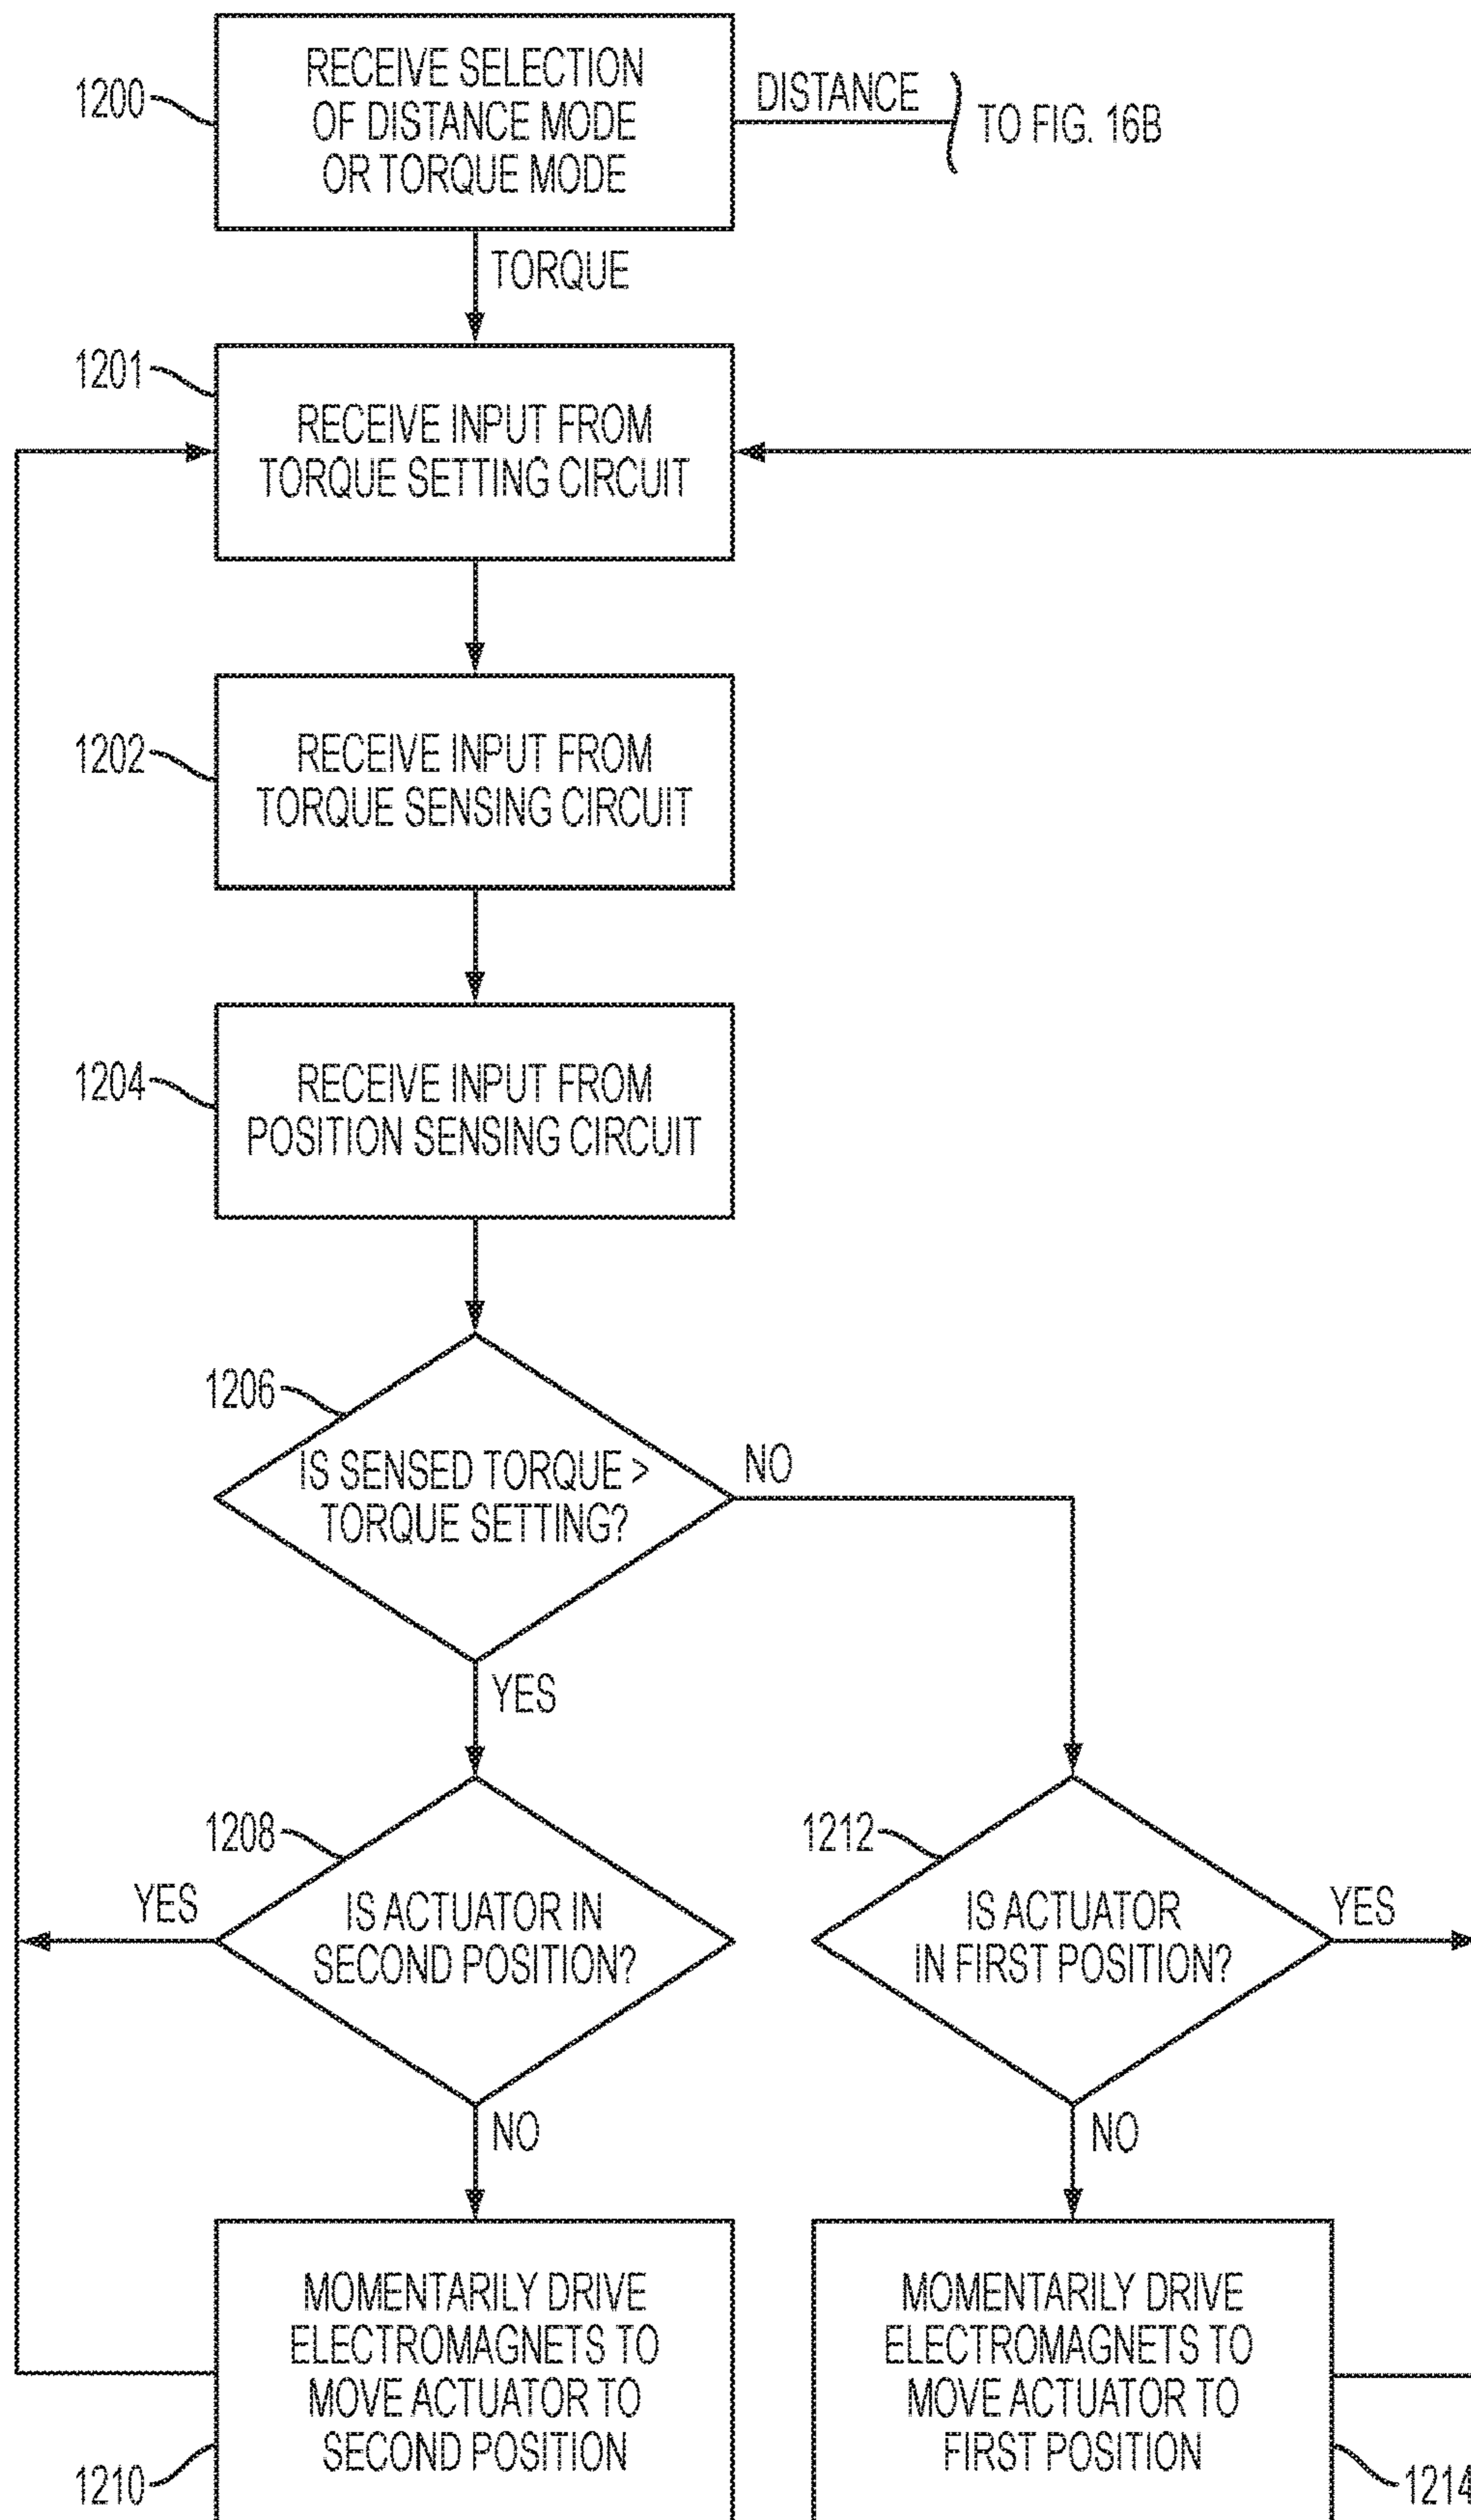 1200
RECEIVE SELECTION
OF DISTANCE MODE
OR TORQUE MODE
DISTANCE
TO FIG. 16B
TORQUE
1201
RECEIVE INPUT FROM
TORQUE SETTING CIRCUIT
1202
RECEIVE INPUT FROM
TORQUE SENSING CIRCUIT
1204
RECEIVE INPUT FROM
POSITION SENSING CIRCUIT
1206
IS SENSED TORQUE >
TORQUE SETTING?
NO
YES
1208
IS ACTUATOR IN
SECOND POSITION?
YES
NO
1212
IS ACTUATOR
IN FIRST POSITION?
YES
NO
MOMENTARILY DRIVE
ELECTROMAGNETS TO
MOVE ACTUATOR TO
SECOND POSITION
1210
MOMENTARILY DRIVE
ELECTROMAGNETS TO
MOVE ACTUATOR TO
FIRST POSITION
1214